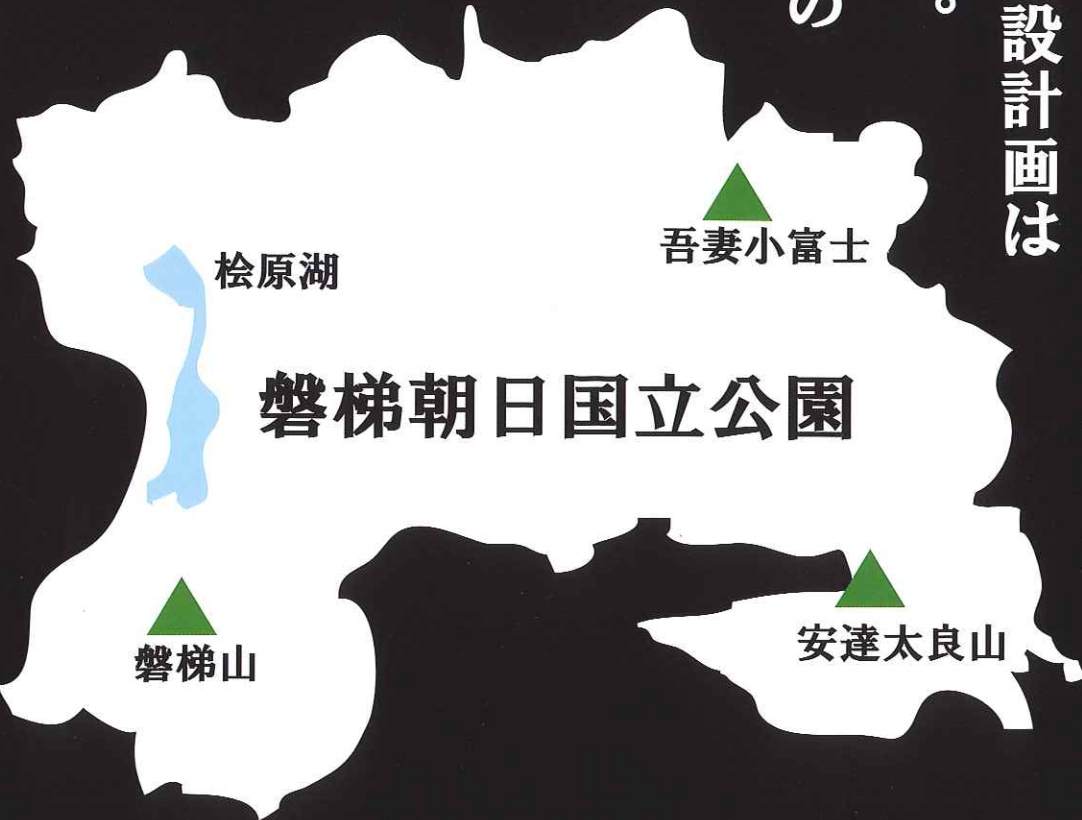 設計画は
。
の
吾妻小富士
桧原湖
磐梯朝日国立公園
磐梯山
安達太良山